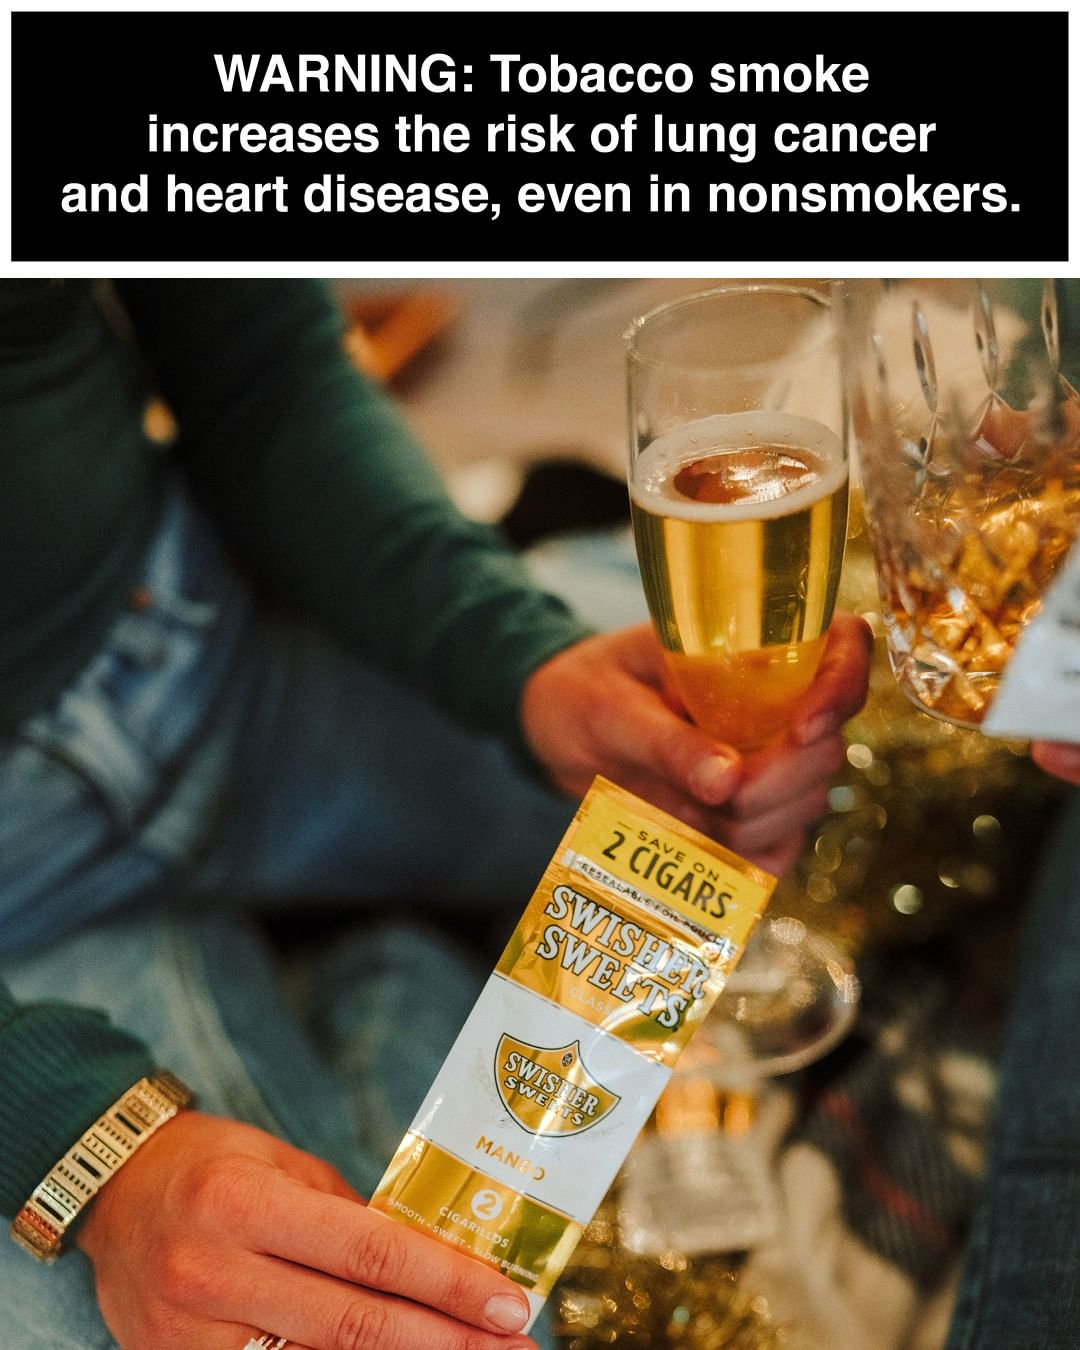 WARNING: Tobacco smoke
increases the risk of lung cancer
and heart disease, even in nonsmokers.
SAVE ON
2 CIGARS
RESEALABLE FOIL POUCH
SWISHER
SWEETS
CLASSIC
SWISHER
SWEETS
MANGO
2
CIGARILLOS
SMOOTH · SWEET · SLOW BURNING